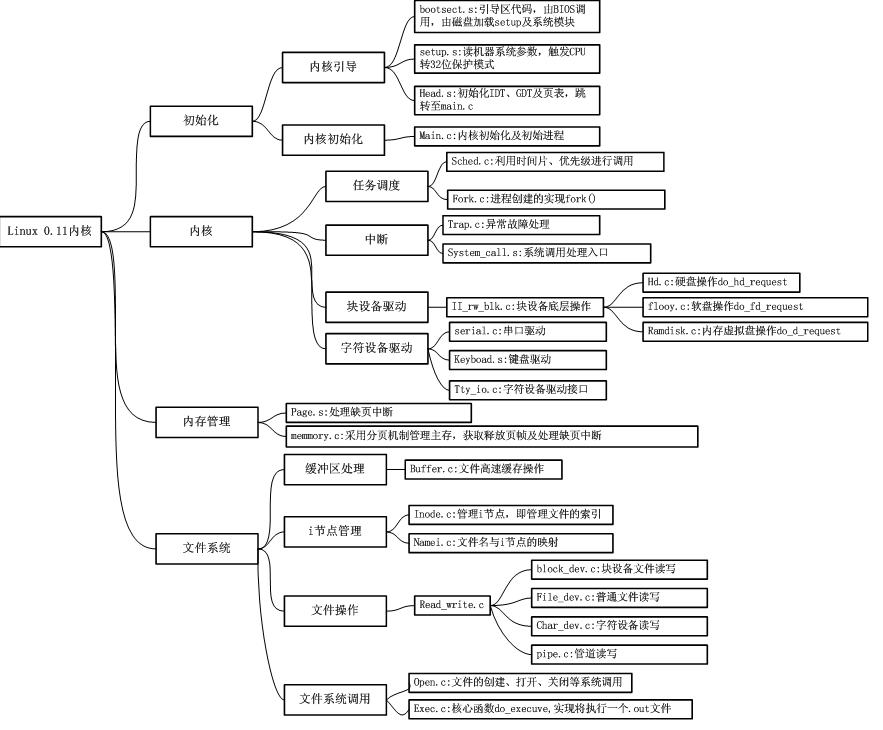 Linux 0.11内核
初始化
内核引导
bootsect.s:引导区代码，由BIOS调
用，由磁盘加载setup及系统模块
setup.s:读机器系统参数，触发CPU
转32位保护模式
Head.s:初始化IDT、GDT及页表，跳
转至main.c
内核初始化
Main.c:内核初始化及初始进程
内核
任务调度
Sched.c:利用时间片、优先级进行调用
Fork.c:进程创建的实现fork()
中断
Trap.c:异常故障处理
System_call.s:系统调用处理入口
块设备驱动
II_rw_blk.c:块设备底层操作
Hd.c:硬盘操作do_hd_request
flooy.c:软盘操作do_fd_request
Ramdisk.c:内存虚拟盘操作do_d_request
字符设备驱动
serial.c:串口驱动
Keyboad.s:键盘驱动
Tty_io.c:字符设备驱动接口
内存管理
Page.s:处理缺页中断
memmory.c:采用分页机制管理主存，获取释放页帧及处理缺页中断
文件系统
缓冲区处理
Buffer.c:文件高速缓存操作
i节点管理
Inode.c:管理i节点，即管理文件的索引
Namei.c:文件名与i节点的映射
文件操作
Read_write.c
block_dev.c:块设备文件读写
File_dev.c:普通文件读写
Char_dev.c:字符设备读写
pipe.c:管道读写
文件系统调用
Open.c:文件的创建、打开、关闭等系统调用
Exec.c:核心函数do_execuve,实现将执行一个.out文件